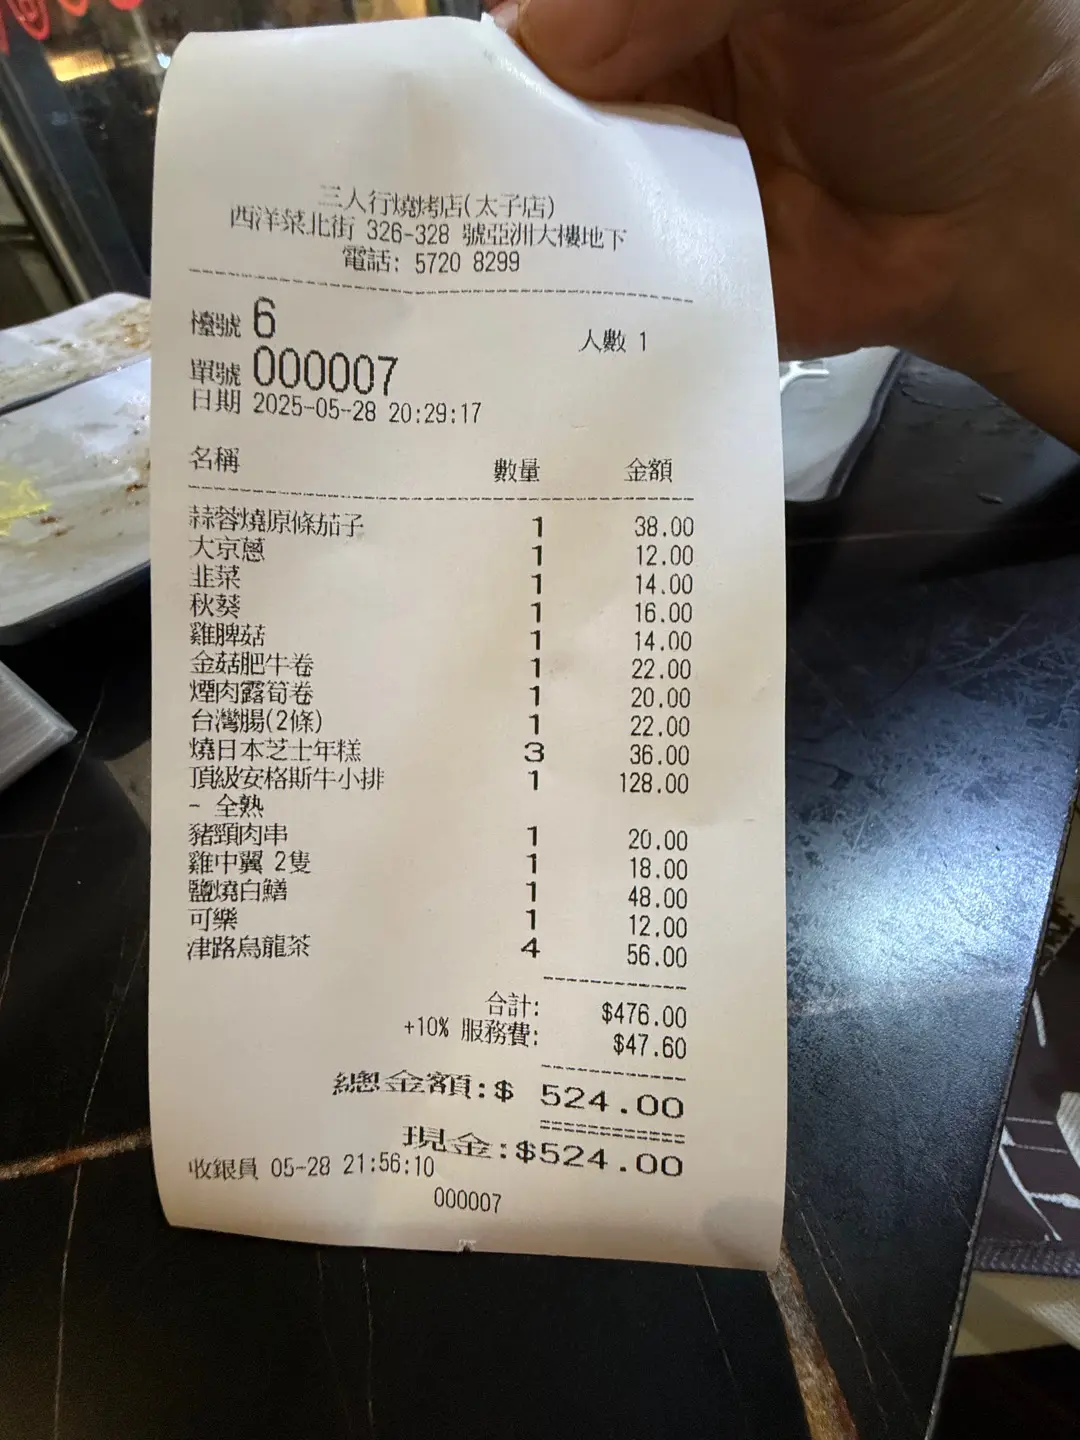 三人行燒烤店(太子店)
西洋菜北街 326-328 號亞洲大樓地下
電話: 5720 8299
檯號 6
人數 1
單號 000007
日期 2025-05-28 20:29:17
名稱 數量 金額
蒜蓉燒原條茄子 1 38.00
大京蔥 1 12.00
韭菜 1 14.00
秋葵 1 16.00
雞脾菇 1 14.00
金菇肥牛卷 1 22.00
煙肉露筍卷 1 20.00
台灣腸(2條) 1 22.00
燒日本芝士年糕 3 36.00
頂級安格斯牛小排 1 128.00
- 全熟
豬頸肉串 1 20.00
雞中翼 2隻 1 18.00
鹽燒白鱔 1 48.00
可樂 1 12.00
津路烏龍茶 4 56.00
合計: $476.00
+10% 服務費: $47.60
總金額:$ 524.00
現金:$524.00
收銀員 05-28 21:56:10
000007